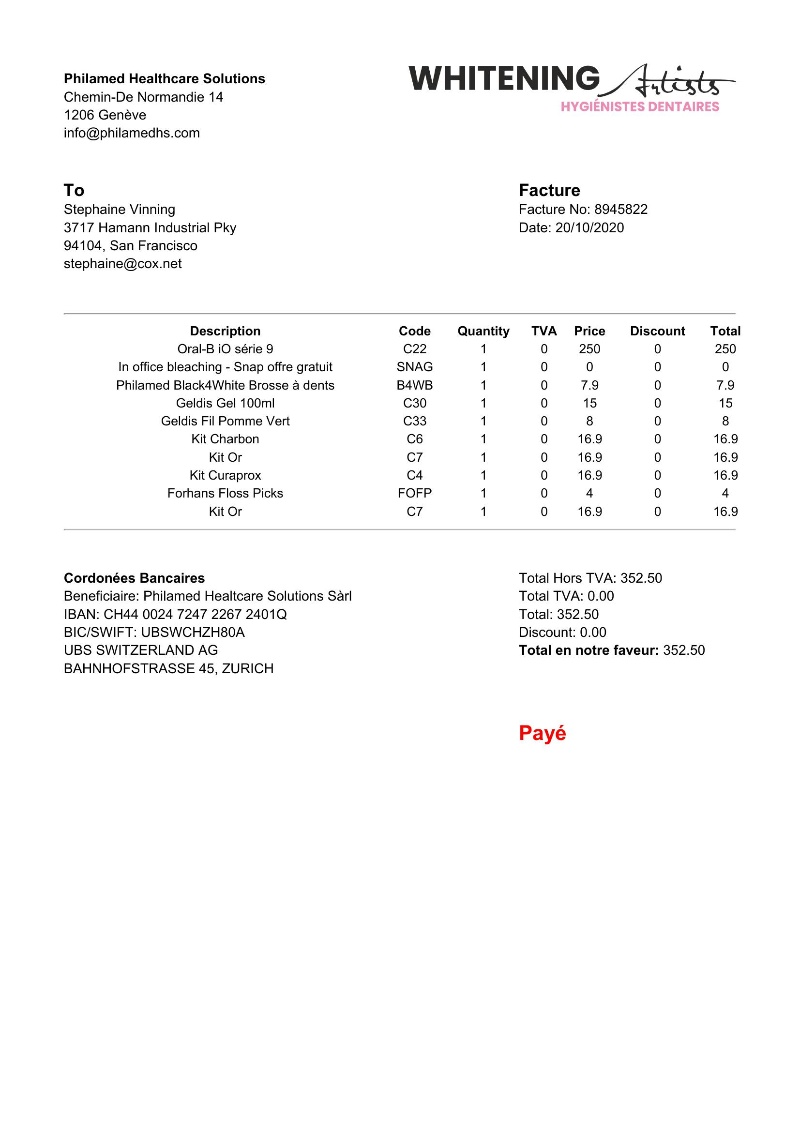 Philamed Healthcare Solutions
Chemin-De Normandie 14
1206 Genève
info@philamedhs.com
WHITENING Artists
HYGIÉNISTES DENTAIRES
To
Stephaine Vinning
3717 Hamann Industrial Pky
94104, San Francisco
stephaine@cox.net
Facture
Facture No: 8945822
Date: 20/10/2020
Description Code Quantity TVA Price Discount Total
Oral-B iO série 9 C22 1 0 250 0 250
In office bleaching - Snap offre gratuit SNAG 1 0 0 0 0
Philamed Black4White Brosse à dents B4WB 1 0 7.9 0 7.9
Geldis Gel 100ml C30 1 0 15 0 15
Geldis Fil Pomme Vert C33 1 0 8 0 8
Kit Charbon C6 1 0 16.9 0 16.9
Kit Or C7 1 0 16.9 0 16.9
Kit Curaprox C4 1 0 16.9 0 16.9
Forhans Floss Picks FOFP 1 0 4 0 4
Kit Or C7 1 0 16.9 0 16.9
Cordonées Bancaires
Beneficiaire: Philamed Healtcare Solutions Sàrl
IBAN: CH44 0024 7247 2267 2401Q
BIC/SWIFT: UBSWCHZH80A
UBS SWITZERLAND AG
BAHNHOFSTRASSE 45, ZURICH
Total Hors TVA: 352.50
Total TVA: 0.00
Total: 352.50
Discount: 0.00
Total en notre faveur: 352.50
Payé